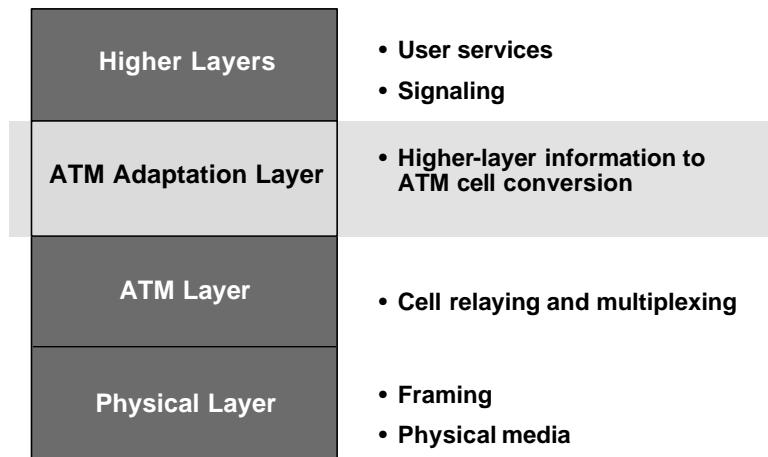 Higher Layers
• User services
• Signaling
ATM Adaptation Layer
• Higher-layer information to
ATM cell conversion
ATM Layer
• Cell relaying and multiplexing
Physical Layer
• Framing
• Physical media